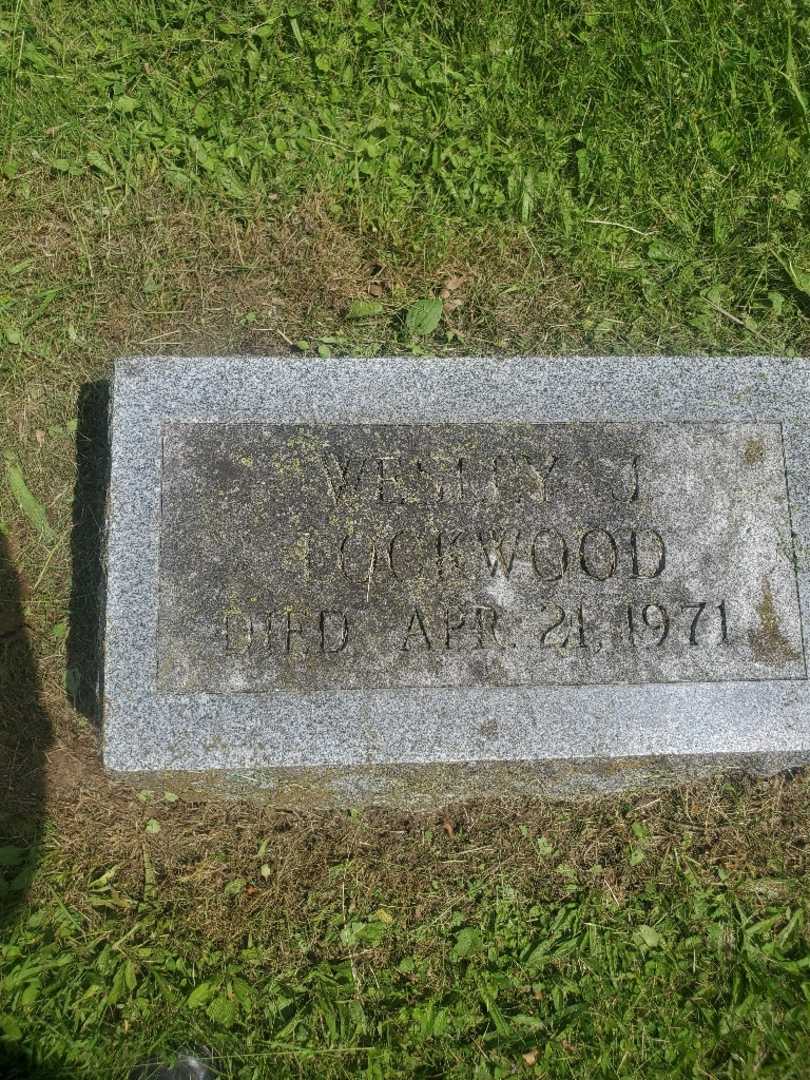 WESLEY J
LOCKWOOD
DIED APR. 21, 1971